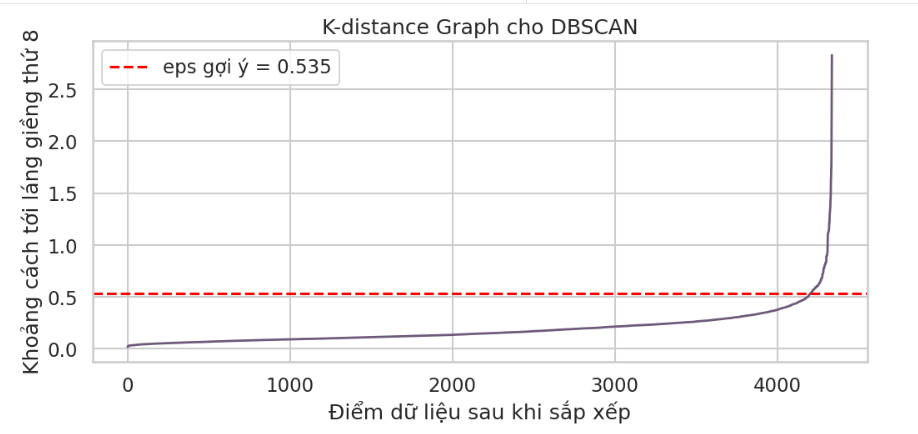 K-distance Graph cho DBSCAN
eps gợi ý = 0.535
Khoảng cách tới láng giềng thứ 8
2.5
2.0
1.5
1.0
0.5
0.0
0
1000
2000
3000
4000
Điểm dữ liệu sau khi sắp xếp